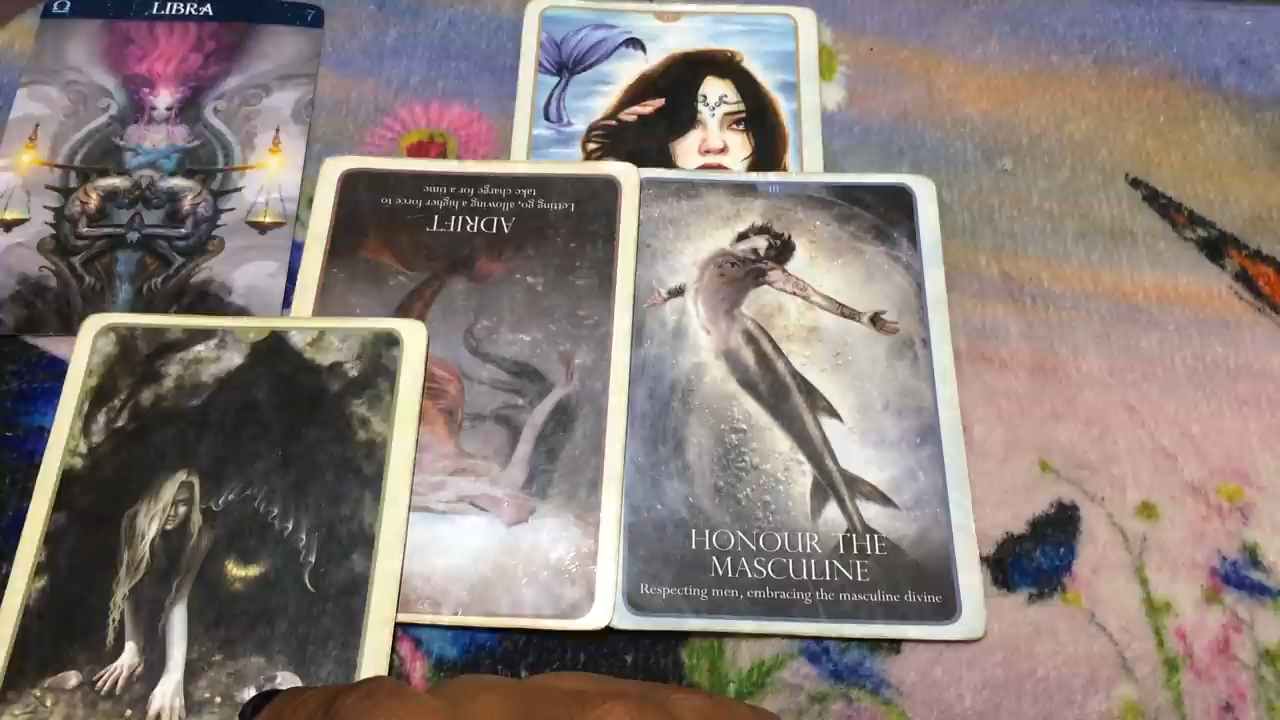 LIBRA
7
Letting go, allowing a higher force to
take charge for a time
ADRIFT
III
HONOUR THE
MASCULINE
Respecting men, embracing the masculine divine